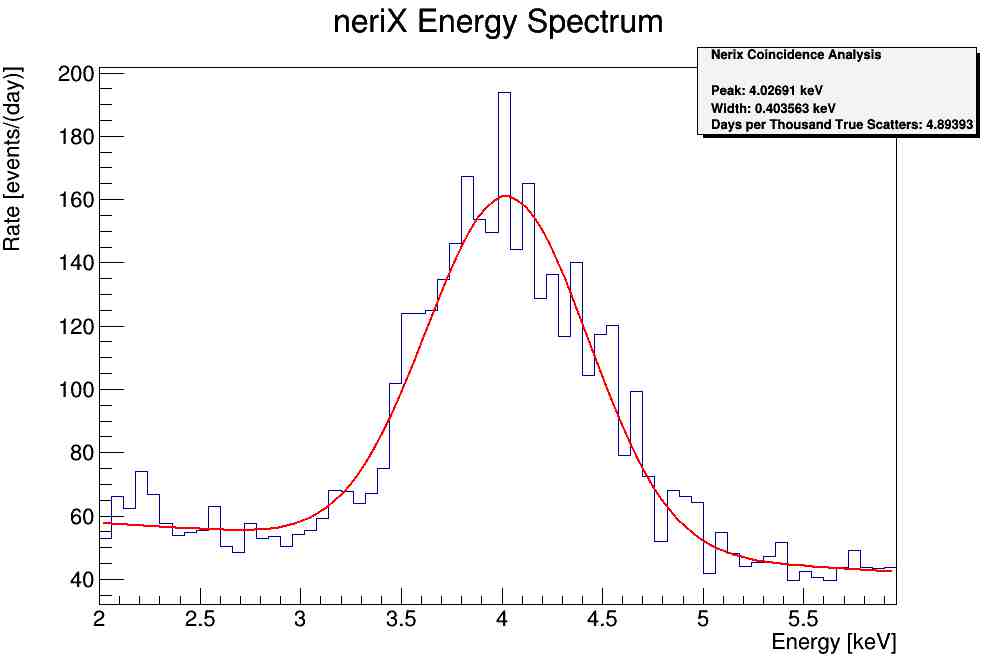 neriX Energy Spectrum
Nerix Coincidence Analysis
Peak: 4.02691 keV
Width: 0.403563 keV
Days per Thousand True Scatters: 4.89393
Rate [events/(day)]
200
180
160
140
120
100
80
60
40
2 2.5 3 3.5 4 4.5 5 5.5
Energy [keV]